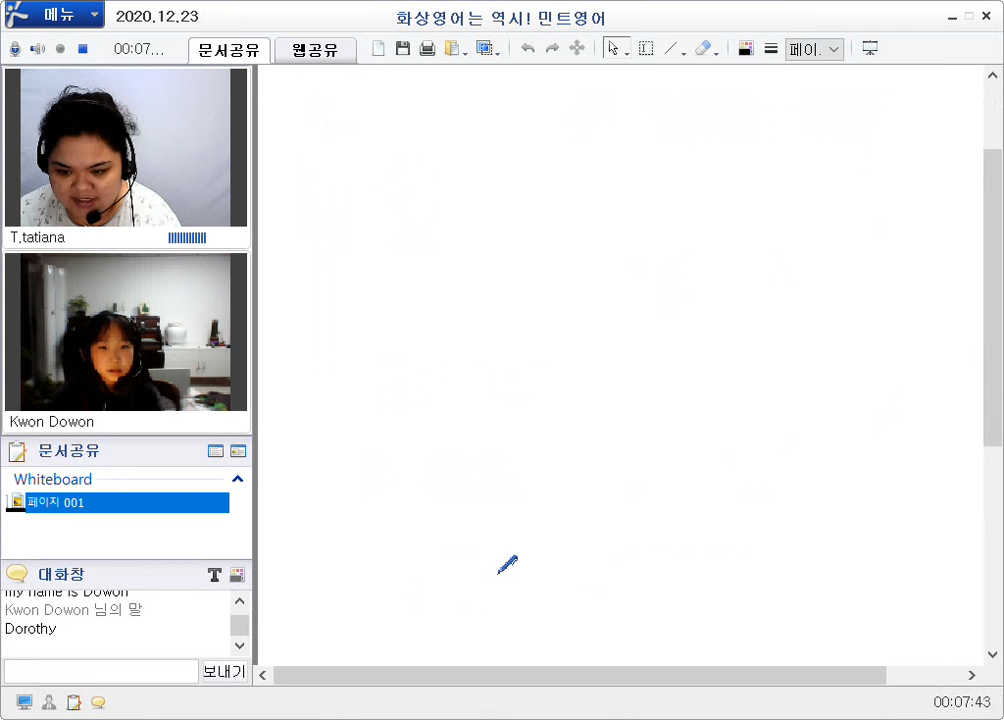 메뉴 2020.12.23 화상영어는 역시! 민트영어
00:07... 문서공유 웹공유 페이.
T.tatiana
Kwon Dowon
문서공유
Whiteboard
페이지 001
대화창 T
my name is Dowon
Kwon Dowon 님의 말
Dorothy
보내기
00:07:43